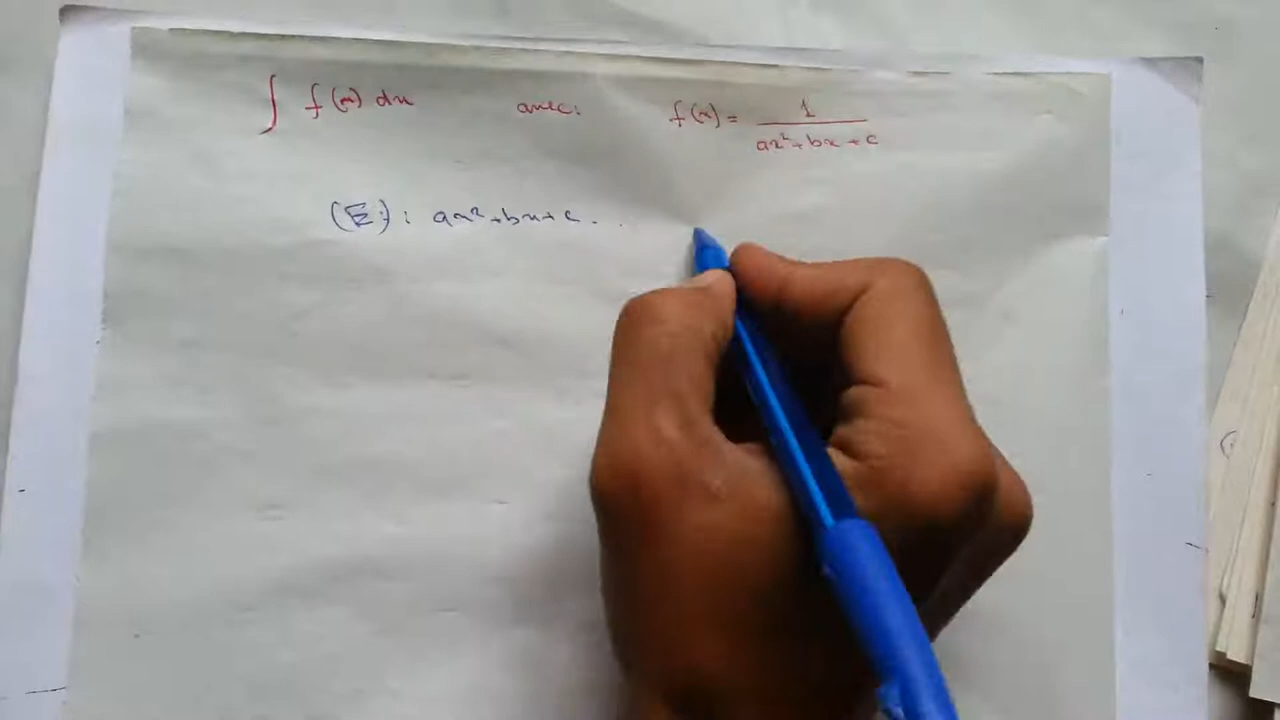 ∫ f(x) dx avec: f(x) = 1/(ax²+bx+c)
(E): ax²+bx+c . .